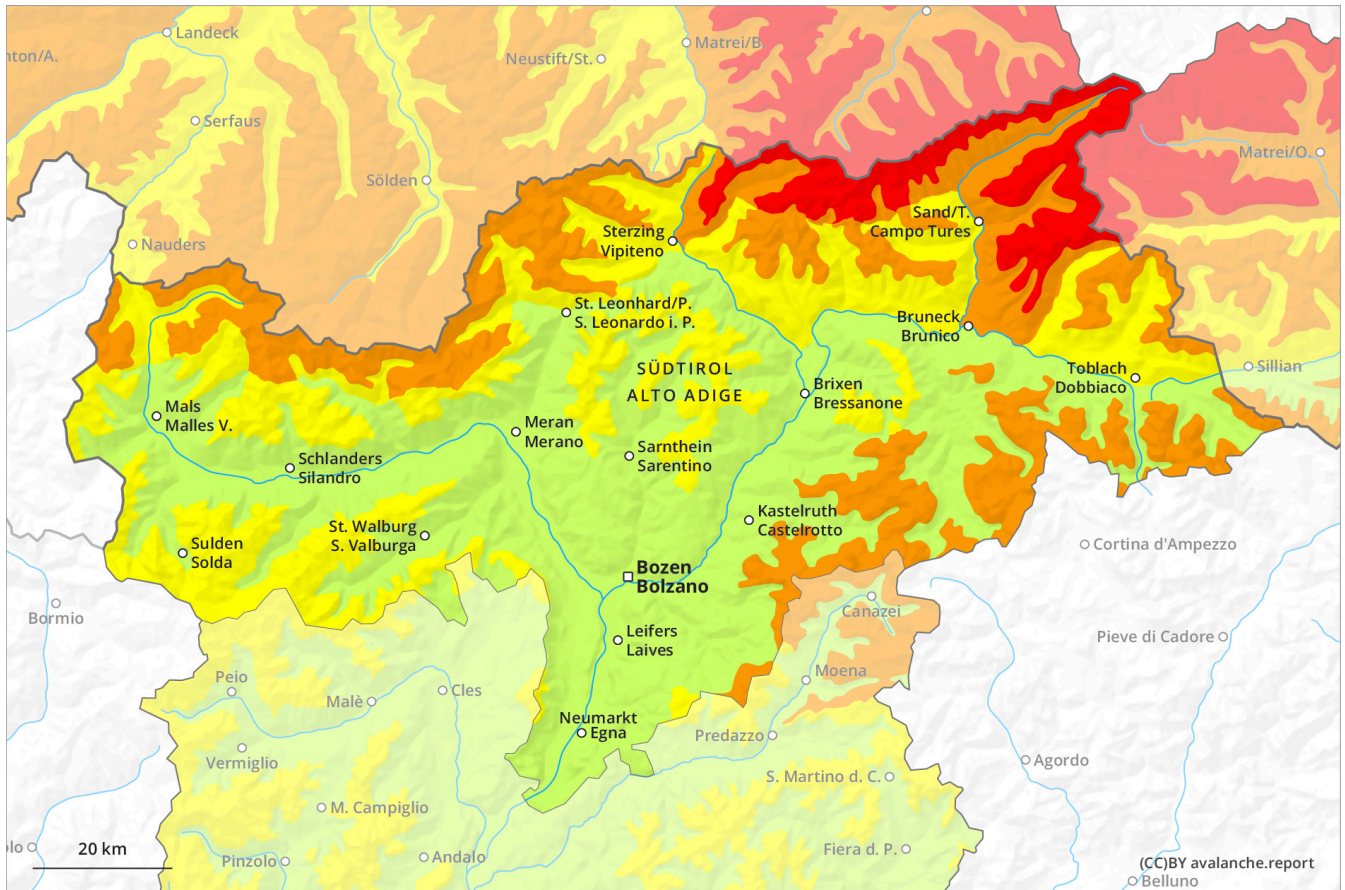 Landeck
nton/A.
Matrei/B.
Neustift/St.
Serfaus
Matrei/O.
Sölden
Nauders
Sand/T.
Campo Tures
Sterzing
Vipiteno
St. Leonhard/P.
S. Leonardo i. P.
Bruneck
Brunico
SÜDTIROL
ALTO ADIGE
Toblach
Dobbiaco
Sillian
Brixen
Bressanone
Mals
Malles V.
Meran
Merano
Schlanders
Silandro
Sarnthein
Sarentino
St. Walburg
S. Valburga
Kastelruth
Castelrotto
Sulden
Solda
Cortina d'Ampezzo
Bozen
Bolzano
Bormio
Canazei
Leifers
Laives
Pieve di Cadore
Peio
Malè
Cles
Moena
Neumarkt
Egna
Predazzo
Vermiglio
Agordo
S. Martino d. C.
M. Campiglio
olo
20 km
Pinzolo
Andalo
Fiera d. P.
(CC)BY avalanche.report
Belluno